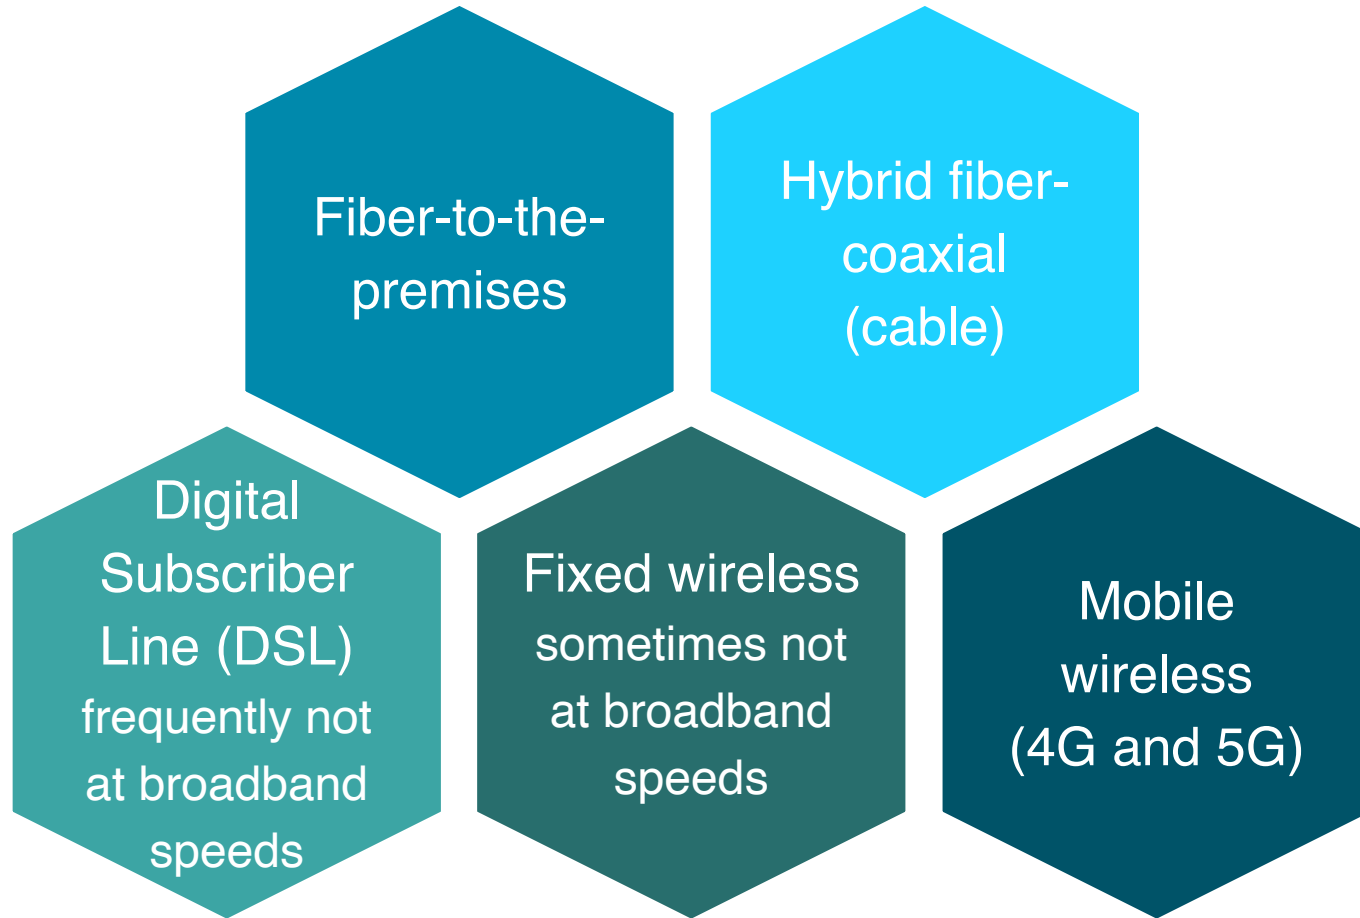 Fiber-to-the-
premises
Hybrid fiber-
coaxial
(cable)
Digital
Subscriber
Line (DSL)
frequently not
at broadband
speeds
Fixed wireless
sometimes not
at broadband
speeds
Mobile
wireless
(4G and 5G)